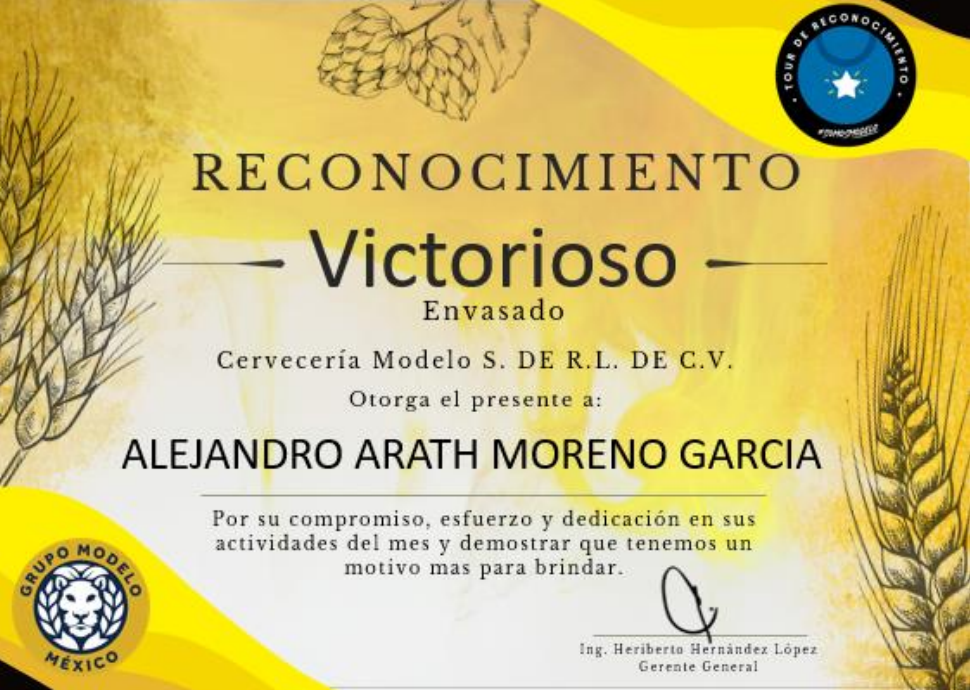 TOUR DE RECONOCIMIENTO
#SOMOSMODELO
RECONOCIMIENTO
Victorioso
Envasado
Cervecería Modelo S. DE R.L. DE C.V.
Otorga el presente a:
ALEJANDRO ARATH MORENO GARCIA
Por su compromiso, esfuerzo y dedicación en sus
actividades del mes y demostrar que tenemos un
motivo mas para brindar.
GRUPO MODELO
MÉXICO
Ing. Heriberto Hernández López
Gerente General